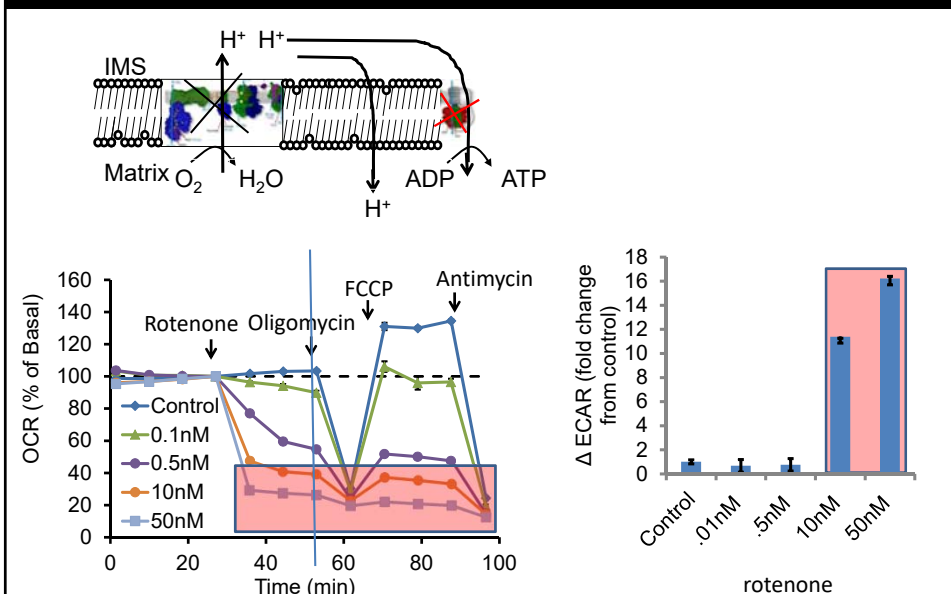 H⁺ H⁺
IMS
Matrix O₂ H₂O ADP ATP
H⁺
OCR (% of Basal)
160
140
120
100
80
60
40
20
0
Rotenone
Oligomycin
FCCP
Antimycin
Control
0.1nM
0.5nM
10nM
50nM
0 20 40 60 80 100
Time (min)
Δ ECAR (fold change
from control)
18
16
14
12
10
8
6
4
2
0
Control
.01nM
.5nM
10nM
50nM
rotenone